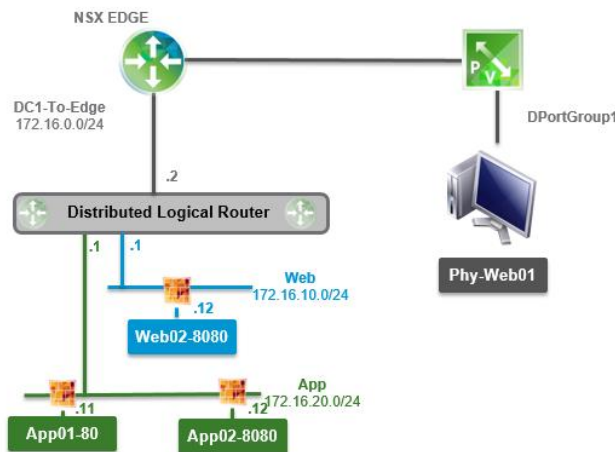 NSX EDGE
P V
DC1-To-Edge
172.16.0.0/24
DPortGroup1
.2
Distributed Logical Router
.1
.1
Phy-Web01
Web
172.16.10.0/24
.12
Web02-8080
App
172.16.20.0/24
.11
.12
App01-80
App02-8080